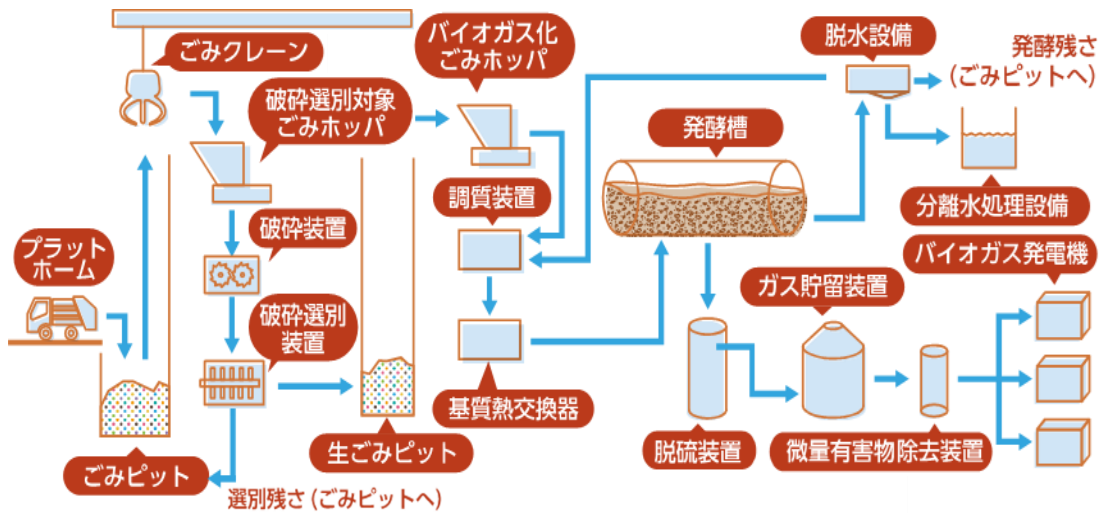 ごみクレーン
バイオガス化
ごみホッパ
脱水設備
発酵残さ
(ごみピットへ)
破砕選別対象
ごみホッパ
発酵槽
調質装置
分離水処理設備
破砕装置
プラット
ホーム
バイオガス発電機
ガス貯留装置
破砕選別
装置
基質熱交換器
生ごみピット
脱硫装置
微量有害物除去装置
ごみピット
選別残さ(ごみピットへ)